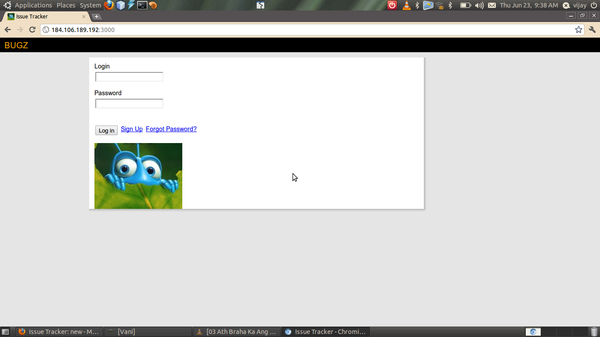 Applications Places System
Thu Jun 23, 9:38 AM vijay
Issue Tracker
184.106.189.192:3000
BUGZ
Login
Password
Log in Sign Up Forgot Password?
Issue Tracker: new - M... [Vani] [03 Ath Braha Ka Ang ... Issue Tracker - Chromi...